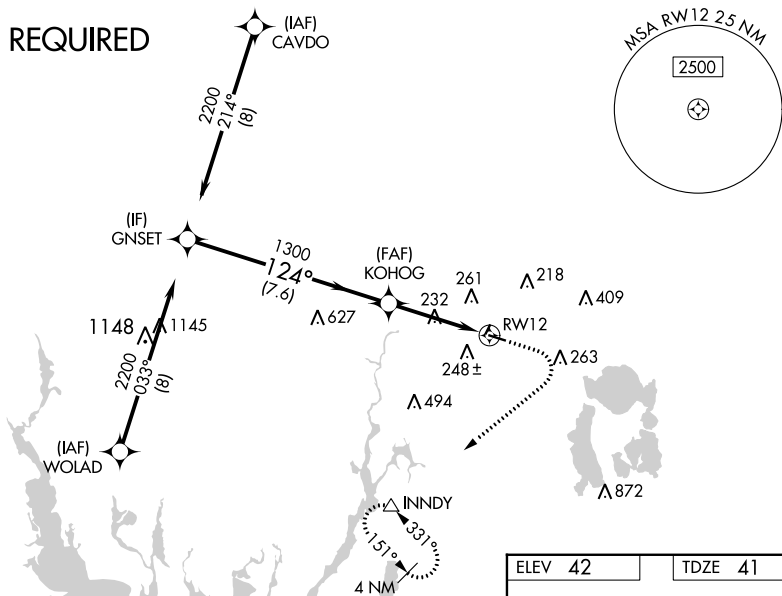 REQUIRED
(IAF)
CAVDO
MSA RW12 25 NM
2500
2200
214°
(8)
(IF)
GNSET
1300
124°
(7.6)
(FAF)
KOHOG
261
218
409
232
RW12
627
1148
1145
248±
263
2200
033°
(8)
494
(IAF)
WOLAD
872
INNDY
331°
151°
4 NM
ELEV 42
TDZE 41